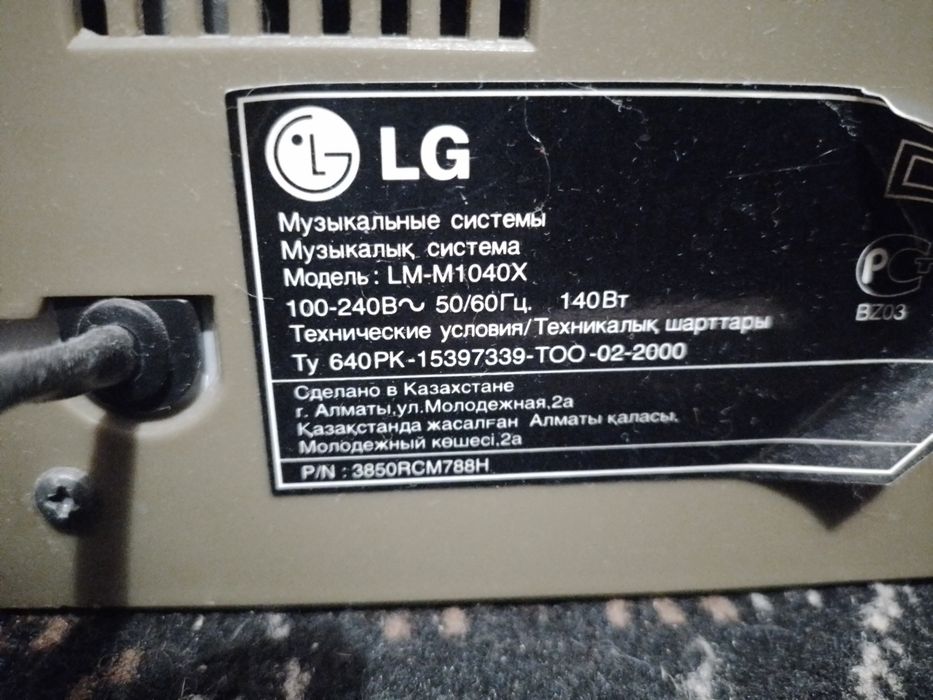 LG
Музыкальные системы
Музыкалық система
Модель: LM-M1040X
100-240В~ 50/60Гц. 140Вт
Технические условия/Техникалық шарттары
Ту 640РК-15397339-ТОО-02-2000
BZ03
Сделано в Казахстане
г. Алматы,ул.Молодежная,2а
Қазақстанда жасалған Алматы қаласы.
Молодежный көшесі,2а
P/N : 3850RCM788H